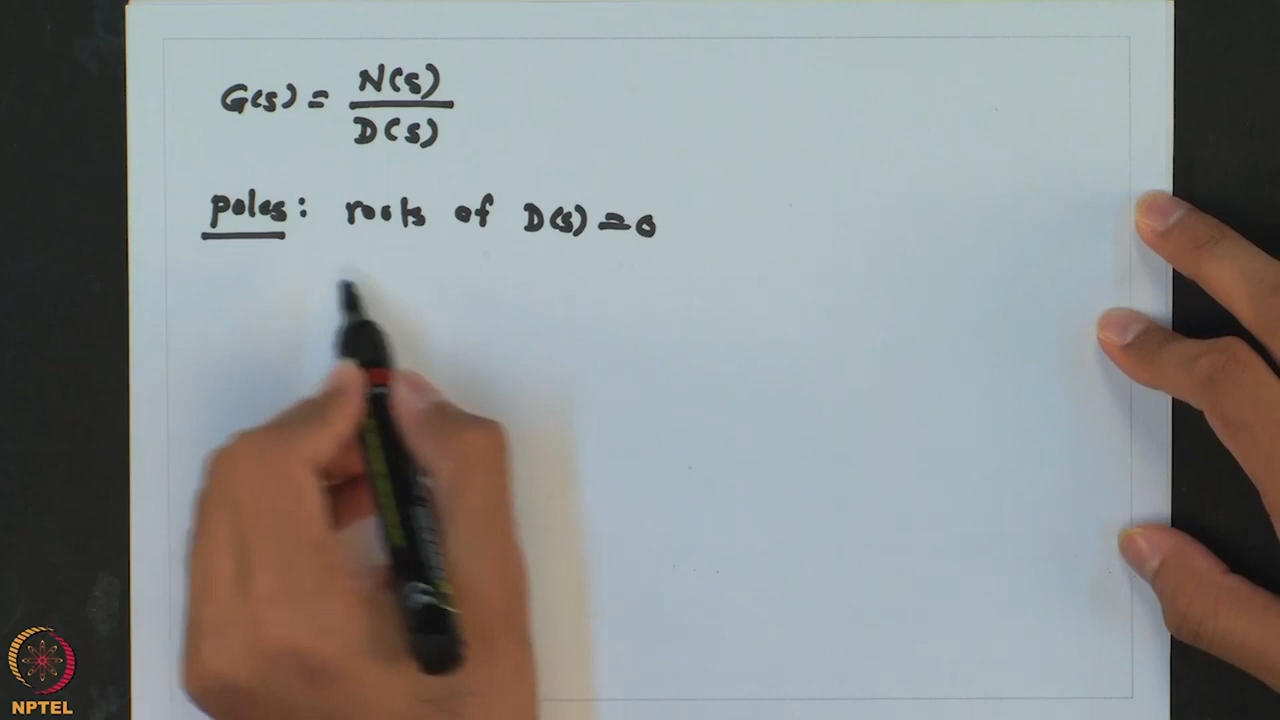 G(s) = N(s) / D(s)
poles: roots of D(s) = 0
NPTEL